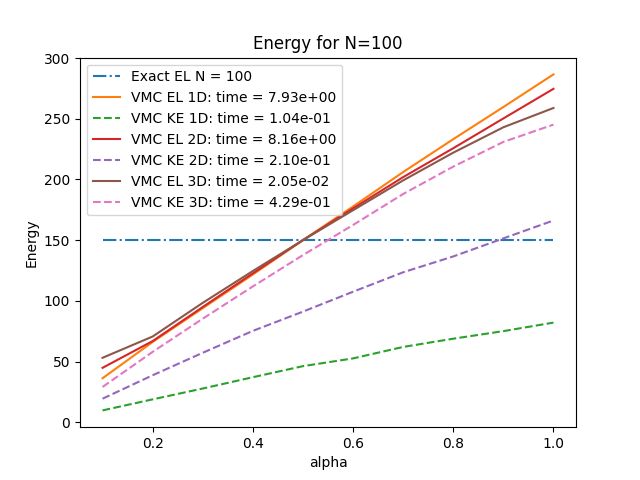 Energy for N=100
Exact EL N = 100
VMC EL 1D: time = 7.93e+00
VMC KE 1D: time = 1.04e-01
VMC EL 2D: time = 8.16e+00
VMC KE 2D: time = 2.10e-01
VMC EL 3D: time = 2.05e-02
VMC KE 3D: time = 4.29e-01
Energy
300
250
200
150
100
50
0
0.2 0.4 0.6 0.8 1.0
alpha